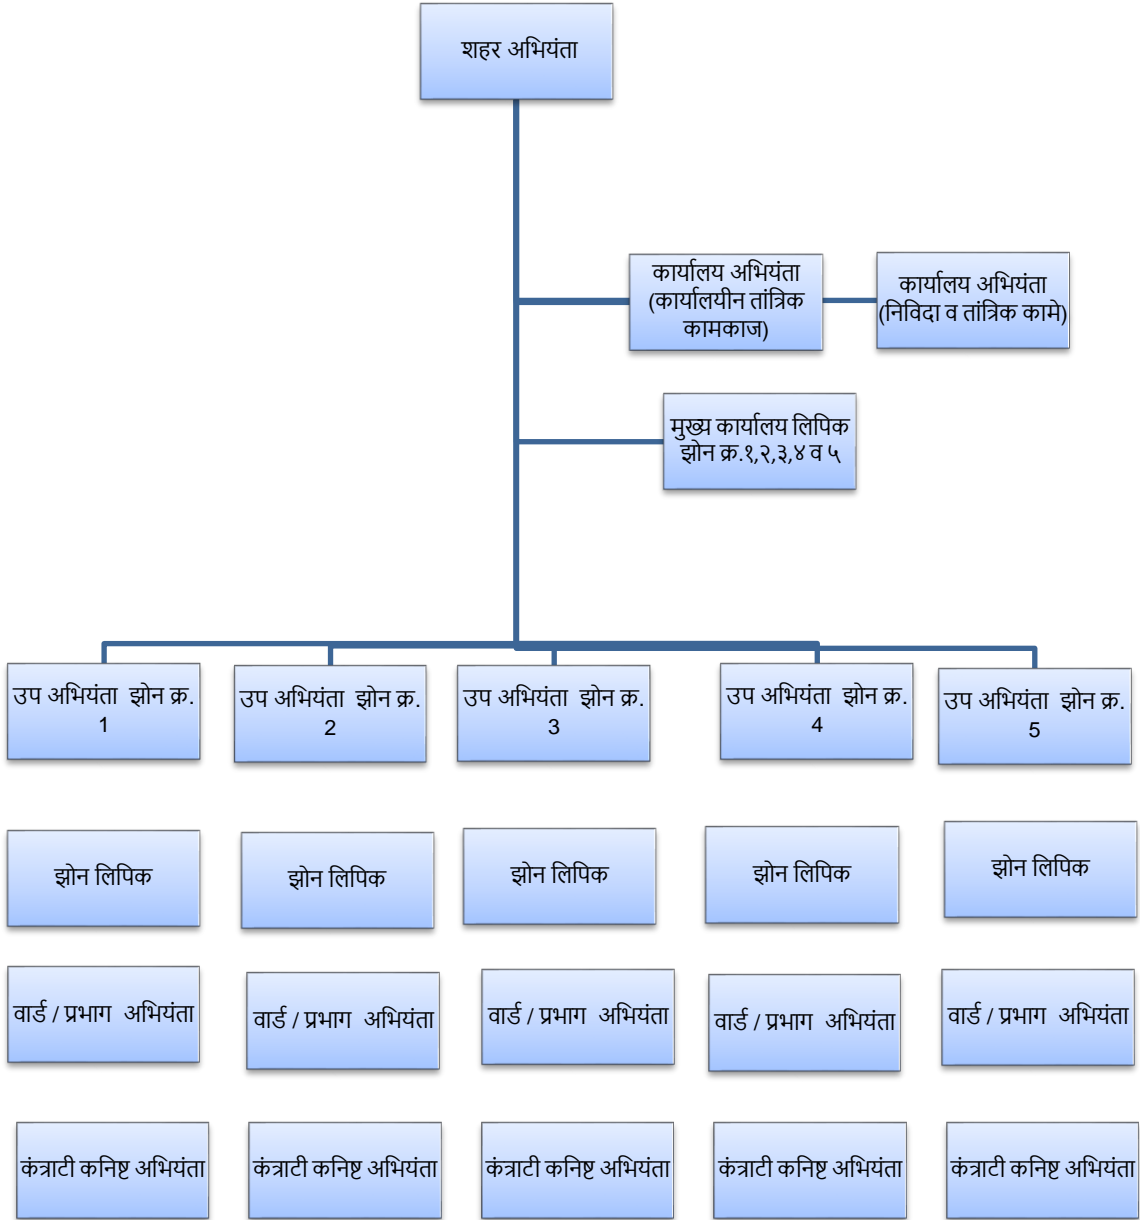 शहर अभियंता
कार्यालय अभियंता
(कार्यालयीन तांत्रिक
कामकाज)
कार्यालय अभियंता
(निविदा व तांत्रिक कामे)
मुख्य कार्यालय लिपिक
झोन क्र.१,२,३,४ व ५
उप अभियंता झोन क्र.
1
उप अभियंता झोन क्र.
2
उप अभियंता झोन क्र.
3
उप अभियंता झोन क्र.
4
उप अभियंता झोन क्र.
5
झोन लिपिक
झोन लिपिक
झोन लिपिक
झोन लिपिक
झोन लिपिक
वार्ड / प्रभाग अभियंता
वार्ड / प्रभाग अभियंता
वार्ड / प्रभाग अभियंता
वार्ड / प्रभाग अभियंता
वार्ड / प्रभाग अभियंता
कंत्राटी कनिष्ट अभियंता
कंत्राटी कनिष्ट अभियंता
कंत्राटी कनिष्ट अभियंता
कंत्राटी कनिष्ट अभियंता
कंत्राटी कनिष्ट अभियंता